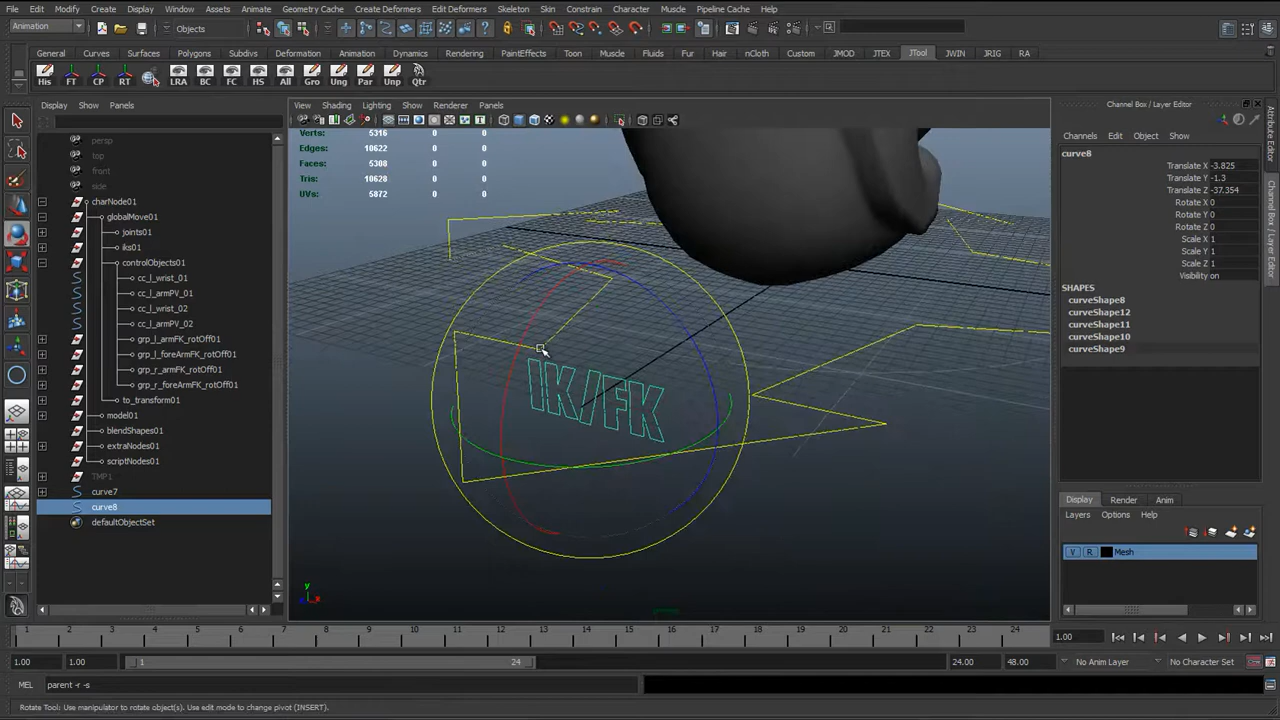 File Edit Modify Create Display Window Assets Animate Geometry Cache Create Deformers Edit Deformers Skeleton Skin Constrain Character Muscle Pipeline Cache Help
Animation Objects
General Curves Surfaces Polygons Subdivs Deformation Animation Dynamics Rendering PaintEffects Toon Muscle Fluids Fur Hair nCloth Custom JMOD JTEX JTool JWIN JRIG RA
His FT CP RT LRA BC FC HS All Gro Ung Par Unp Qtr
Display Show Panels
View Shading Lighting Show Renderer Panels
Channel Box / Layer Editor
Channels Edit Object Show
Verts: 5316 0 0
Edges: 10622 0 0
Faces: 5308 0 0
Tris: 10628 0 0
UVs: 5872 0 0
persp
top
front
side
charNode01
globalMove01
joints01
iks01
controlObjects01
cc_l_wrist_01
cc_l_armPV_01
cc_l_wrist_02
cc_l_armPV_02
grp_l_armFK_rotOff01
grp_l_foreArmFK_rotOff01
grp_r_armFK_rotOff01
grp_r_foreArmFK_rotOff01
to_transform01
model01
blendShapes01
extraNodes01
scriptNodes01
TMP1
curve7
curve8
defaultObjectSet
IK/FK
y
x
z
curve8
Translate X -3.825
Translate Y -1.3
Translate Z -37.354
Rotate X 0
Rotate Y 0
Rotate Z 0
Scale X 1
Scale Y 1
Scale Z 1
Visibility on
SHAPES
curveShape8
curveShape12
curveShape11
curveShape10
curveShape9
Attribute Editor
Channel Box / Layer Editor
Display Render Anim
Layers Options Help
V R Mesh
1 2 3 4 5 6 7 8 9 10 11 12 13 14 15 16 17 18 19 20 21 22 23 24
1.00
1.00 1.00 1 24 24.00 48.00 No Anim Layer No Character Set
MEL parent -r -s
Rotate Tool: Use manipulator to rotate object(s). Use edit mode to change pivot (INSERT).